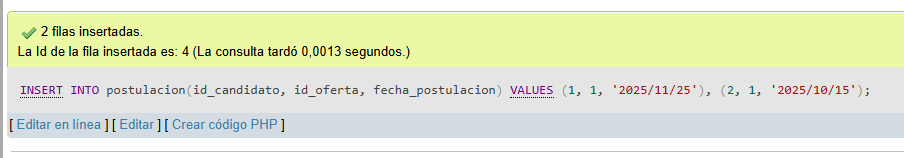 2 filas insertadas.
La Id de la fila insertada es: 4 (La consulta tardó 0,0013 segundos.)
INSERT INTO postulacion(id_candidato, id_oferta, fecha_postulacion) VALUES (1, 1, '2025/11/25'), (2, 1, '2025/10/15');
[ Editar en línea ] [ Editar ] [ Crear código PHP ]